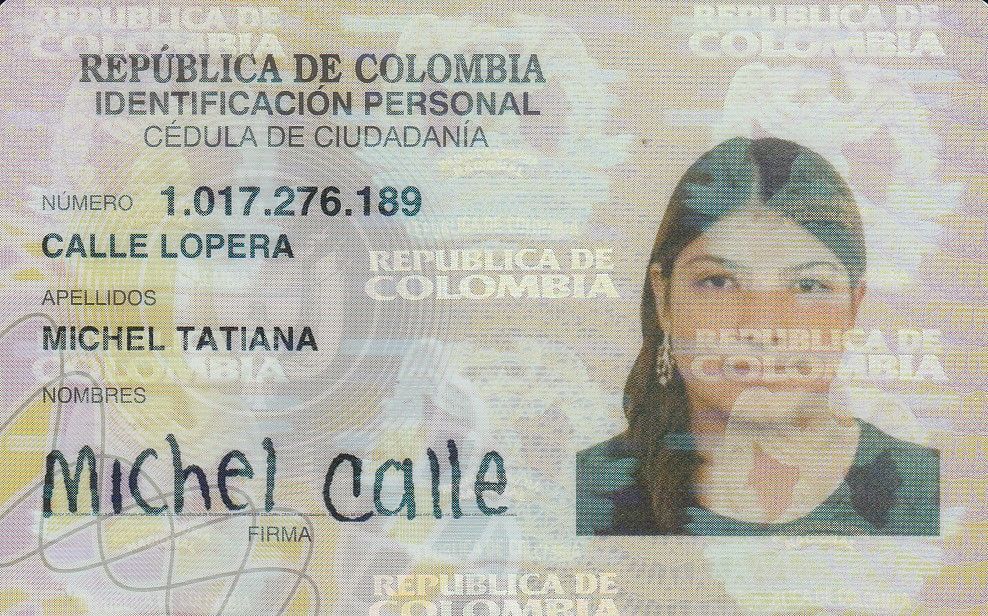 REPUBLICA DE COLOMBIA
REPUBLICA DE COLOMBIA
REPÚBLICA DE COLOMBIA
IDENTIFICACIÓN PERSONAL
CÉDULA DE CIUDADANÍA
NÚMERO 1.017.276.189
CALLE LOPERA
REPUBLICA DE COLOMBIA
APELLIDOS
MICHEL TATIANA
REPUBLICA DE COLOMBIA
COLOMBIA
NOMBRES
Michel Calle
FIRMA
REPUBLICA DE COLOMBIA